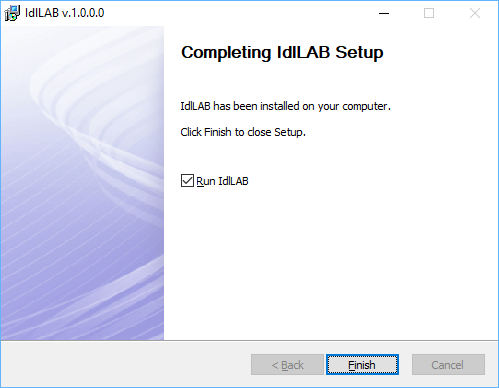 IdlLAB v.1.0.0.0
Completing IdlLAB Setup
IdlLAB has been installed on your computer.
Click Finish to close Setup.
Run IdlLAB
< Back
Finish
Cancel